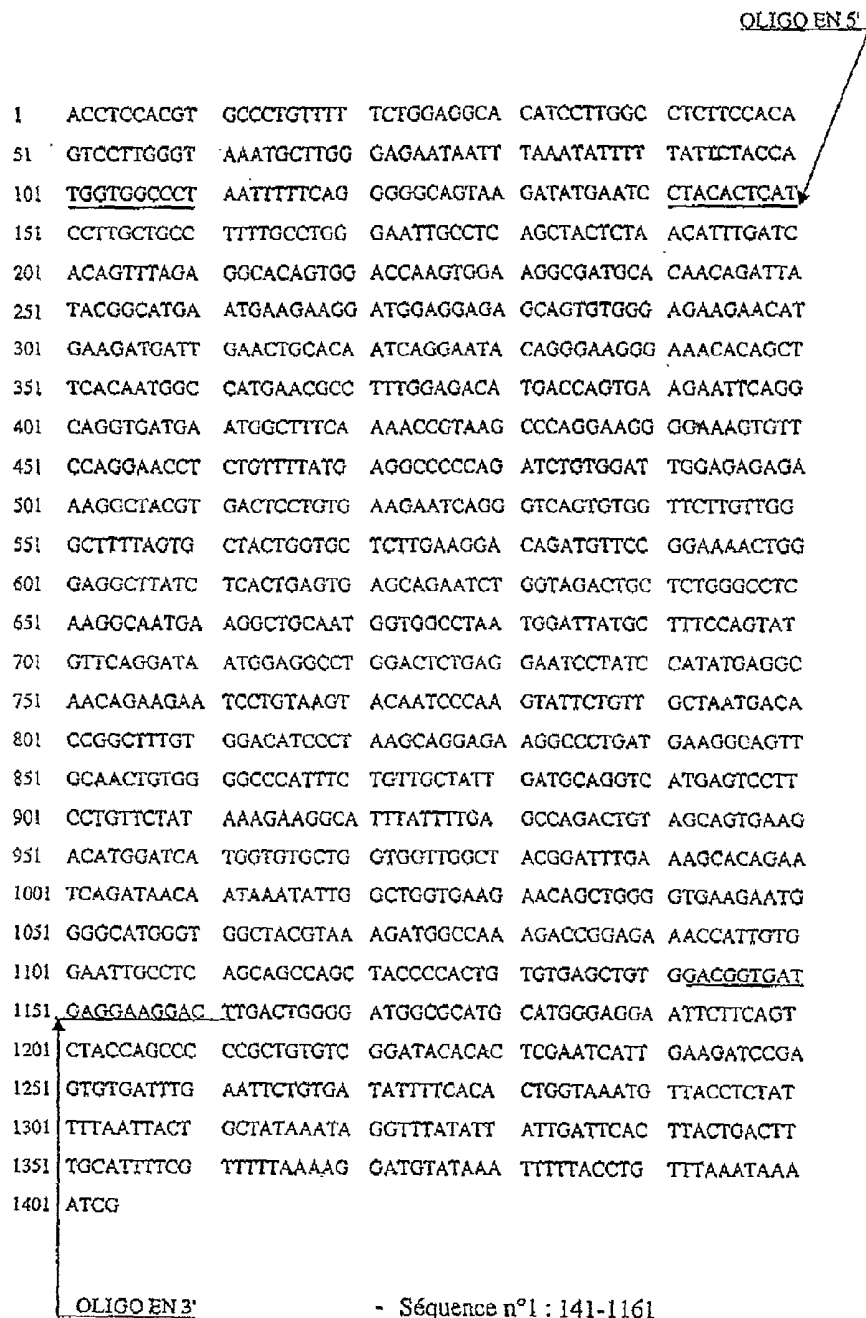 OLIGO EN 5'
1 ACCTCCACGT GCCCTGTTTT TCTGGAGGCA CATCCTTGGC CTCTTCCACA
51 GTCCTTGGGT AAATGCTTGG GAGAATAATT TAAATATTTT TATTCTACCA
101 TGGTGGCCCT AATTTTTCAG GGGGCAGTAA GATATGAATC CTACACTCAT
151 CCTTGCTGCC TTTTGCCTGG GAATTGCCTC AGCTACTCTA ACATTTGATC
201 ACAGTTTAGA GGCACAGTGG ACCAAGTGGA AGGCGATGCA CAACAGATTA
251 TACGGCATGA ATGAAGAAGG ATGGAGGAGA GCAGTGTGGG AGAAGAACAT
301 GAAGATGATT GAACTGCACA ATCAGGAATA CAGGGAAGGG AAACACAGCT
351 TCACAATGGC CATGAACGCC TTTGGAGACA TGACCAGTGA AGAATTCAGG
401 CAGGTGATGA ATGGCTTTCA AAACCGTAAG CCCAGGAAGG GGAAAGTGTT
451 CCAGGAACCT CTGTTTTATG AGGCCCCCAG ATCTGTGGAT TGGAGAGAGA
501 AAGGCTACGT GACTCCTGTG AAGAATCAGG GTCAGTGTGG TTCTTGTTGG
551 GCTTTTAGTG CTACTGGTGC TCTTGAAGGA CAGATGTTCC GGAAAACTGG
601 GAGGCTTATC TCACTGAGTG AGCAGAATCT GGTAGACTGC TCTGGGCCTC
651 AAGGCAATGA AGGCTGCAAT GGTGGCCTAA TGGATTATGC TTTCCAGTAT
701 GTTCAGGATA ATGGAGGCCT GGACTCTGAG GAATCCTATC CATATGAGGC
751 AACAGAAGAA TCCTGTAAGT ACAATCCCAA GTATTCTGTT GCTAATGACA
801 CCGGCTTTGT GGACATCCCT AAGCAGGAGA AGGCCCTGAT GAAGGCAGTT
851 GCAACTGTGG GGCCCATTTC TGTTGCTATT GATGCAGGTC ATGAGTCCTT
901 CCTGTTCTAT AAAGAAGGCA TTTATTTTGA GCCAGACTGT AGCAGTGAAG
951 ACATGGATCA TGGTGTGCTG GTGGTTGGCT ACGGATTTGA AAGCACAGAA
1001 TCAGATAACA ATAAATATTG GCTGGTGAAG AACAGCTGGG GTGAAGAATG
1051 GGGCATGGGT GGCTACGTAA AGATGGCCAA AGACCGGAGA AACCATTGTG
1101 GAATTGCCTC AGCAGCCAGC TACCCCACTG TGTGAGCTGT GGACGGTGAT
1151 GAGGAAGGAC TTGACTGGGG ATGGCGCATG CATGGGAGGA ATTCTTCAGT
1201 CTACCAGCCC CCGCTGTGTC GGATACACAC TCGAATCATT GAAGATCCGA
1251 GTGTGATTTG AATTCTGTGA TATTTTCACA CTGGTAAATG TTACCTCTAT
1301 TTTAATTACT GCTATAAATA GGTTTATATT ATTGATTCAC TTACTGACTT
1351 TGCATTTTCG TTTTTAAAAG GATGTATAAA TTTTTACCTG TTTAAATAAA
1401 ATCG
OLIGO EN 3' - Séquence n°1 : 141-1161